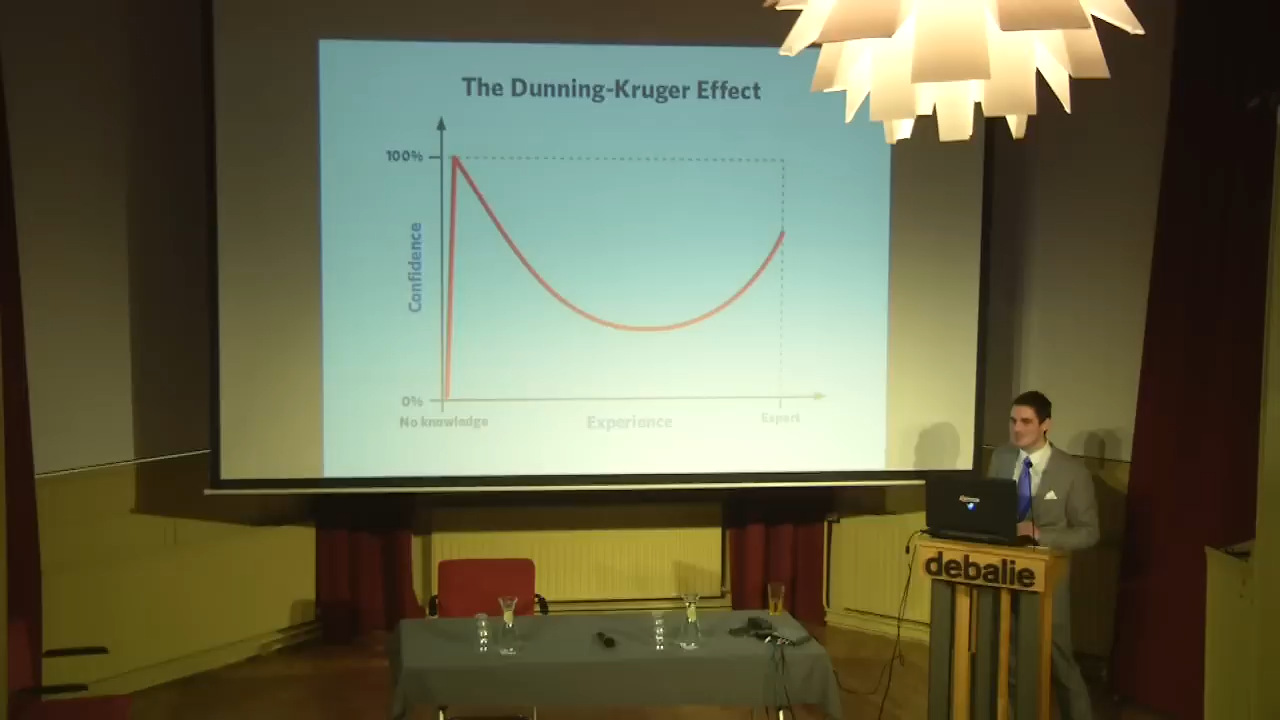 The Dunning-Kruger Effect
100%
Confidence
0%
No knowledge
Experience
Expert
debalie